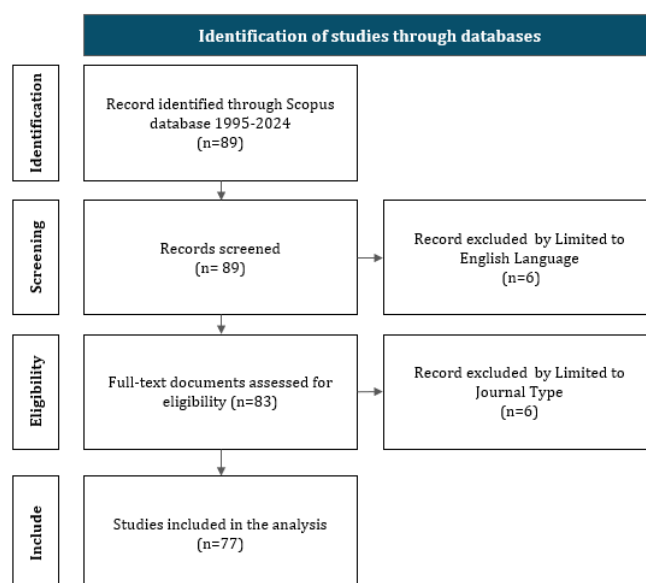 Identification of studies through databases
Identification
Record identified through Scopus
database 1995-2024
(n=89)
Screening
Records screened
(n= 89)
Record excluded by Limited to
English Language
(n=6)
Eligibility
Full-text documents assessed for
eligibility (n=83)
Record excluded by Limited to
Journal Type
(n=6)
Include
Studies included in the analysis
(n=77)